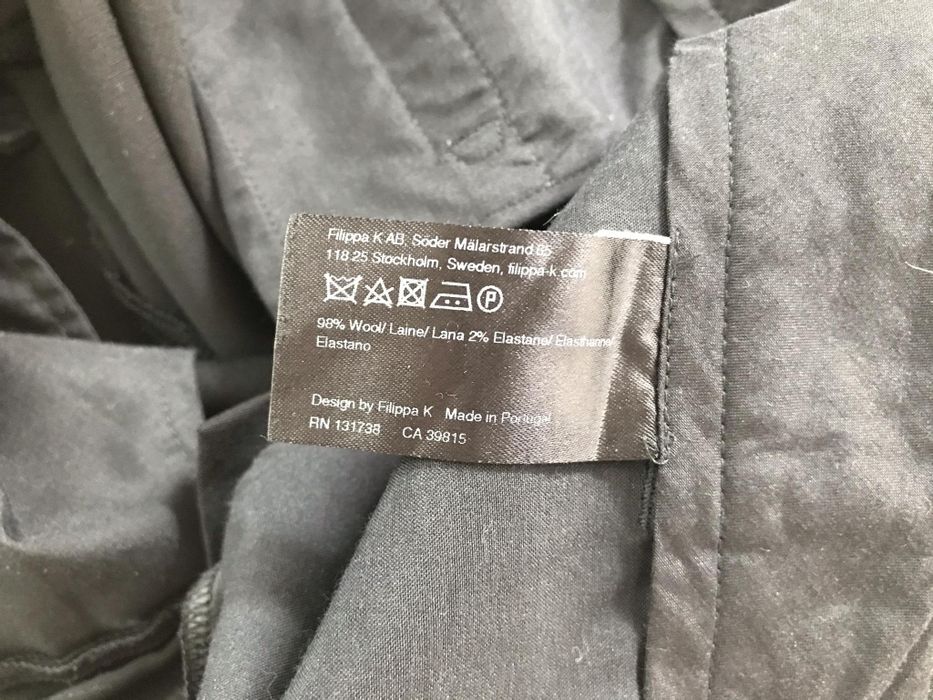 Filippa K AB, Söder Mälarstrand 65
118 25 Stockholm, Sweden, filippa-k.com
P
98% Wool/ Laine/ Lana 2% Elastane/ Elasthanne/
Elastano
Design by Filippa K Made in Portugal
RN 131738 CA 39815